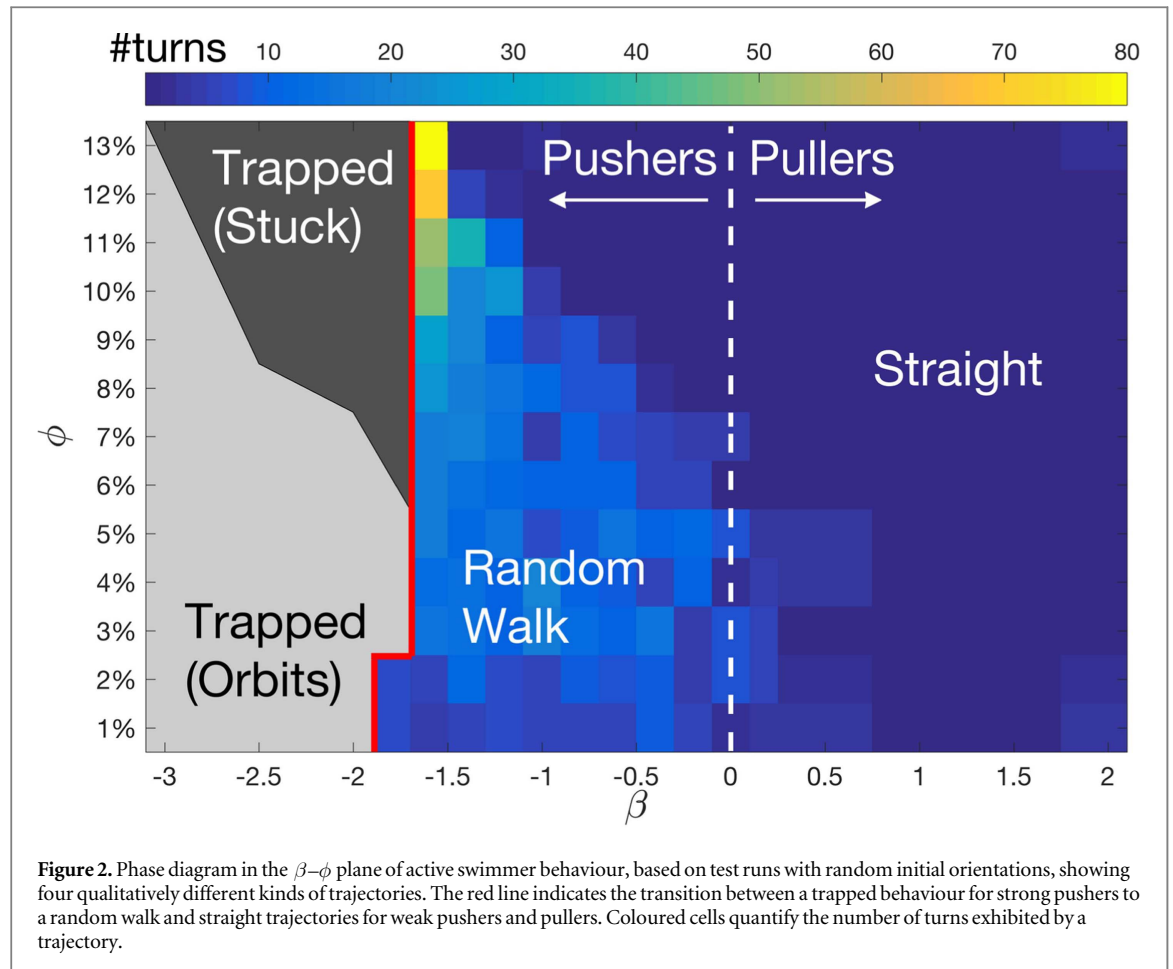 #turns 10 20 30 40 50 60 70 80
13%
Trapped
(Stuck)
Pushers Pullers
12%
11%
10%
9%
8%
Straight
7%
ϕ
6%
5%
4%
Random
Walk
3%
Trapped
(Orbits)
2%
1%
-3 -2.5 -2 -1.5 -1 -0.5 0 0.5 1 1.5 2
β
Figure 2. Phase diagram in the β–ϕ plane of active swimmer behaviour, based on test runs with random initial orientations, showing
four qualitatively different kinds of trajectories. The red line indicates the transition between a trapped behaviour for strong pushers to
a random walk and straight trajectories for weak pushers and pullers. Coloured cells quantify the number of turns exhibited by a
trajectory.